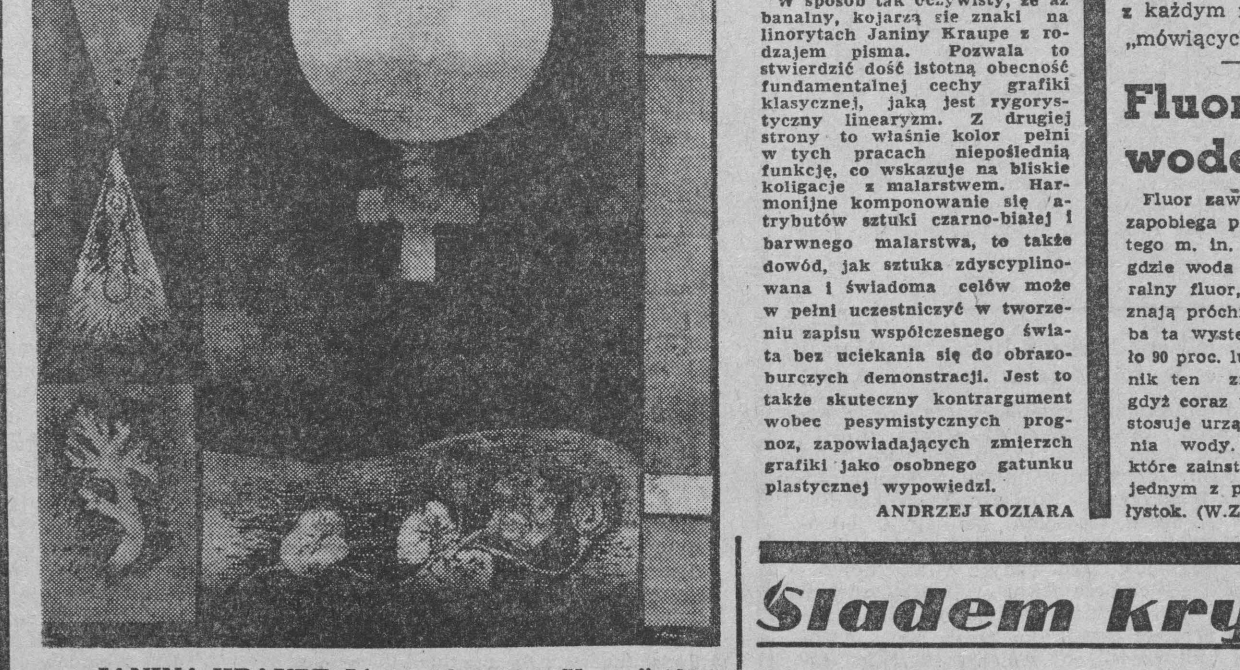 W sposób tak oczywisty, że aż
banalny, kojarzą sie znaki na
linorytach Janiny Kraupe z ro-
dzajem pisma. Pozwala to
stwierdzić dość istotną obecność
fundamentalnej cechy grafiki
klasycznej, jaką jest rygorys-
tyczny linearyzm. Z drugiej
strony to właśnie kolor pełni
w tych pracach niepoślednią
funkcję, co wskazuje na bliskie
koligacje z malarstwem. Har-
monijne komponowanie się a-
trybutów sztuki czarno-białej i
barwnego malarstwa, to także
dowód, jak sztuka zdyscyplino-
wana i świadoma celów może
w pełni uczestniczyć w tworze-
niu zapisu współczesnego świa-
ta bez uciekania się do obrazo-
burczych demonstracji. Jest to
także skuteczny kontrargument
wobec pesymistycznych prog-
noz, zapowiadających zmierzch
grafiki jako osobnego gatunku
plastycznej wypowiedzi.
ANDRZEJ KOZIARA
z każdym
„mówiącyc
Fluor
wode
Fluor zaw
zapobiega p
tego m. in.
gdzie woda
ralny fluor,
znają próchi
ba ta wyste
ło 90 proc. lu
nik ten z
gdyż coraz
stosuje urzą
nia wody.
które zainst
jednym z p
łystok. (W.Z
Śladem kry
JANINA KRAUPE